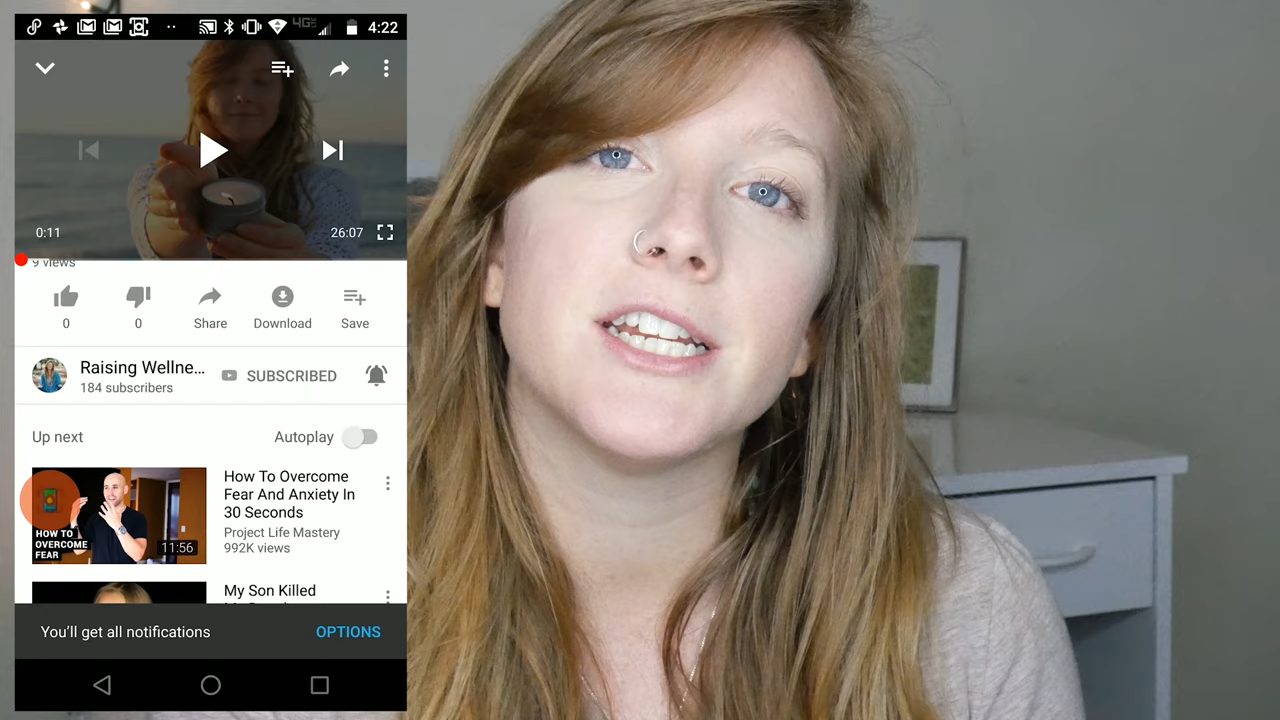 4G
4:22
0:11
26:07
9 views
0
0
Share
Download
Save
Raising Wellne...
184 subscribers
SUBSCRIBED
Up next
Autoplay
How To Overcome
Fear And Anxiety In
30 Seconds
Project Life Mastery
992K views
HOW TO
OVERCOME
FEAR
11:56
My Son Killed
You'll get all notifications
OPTIONS